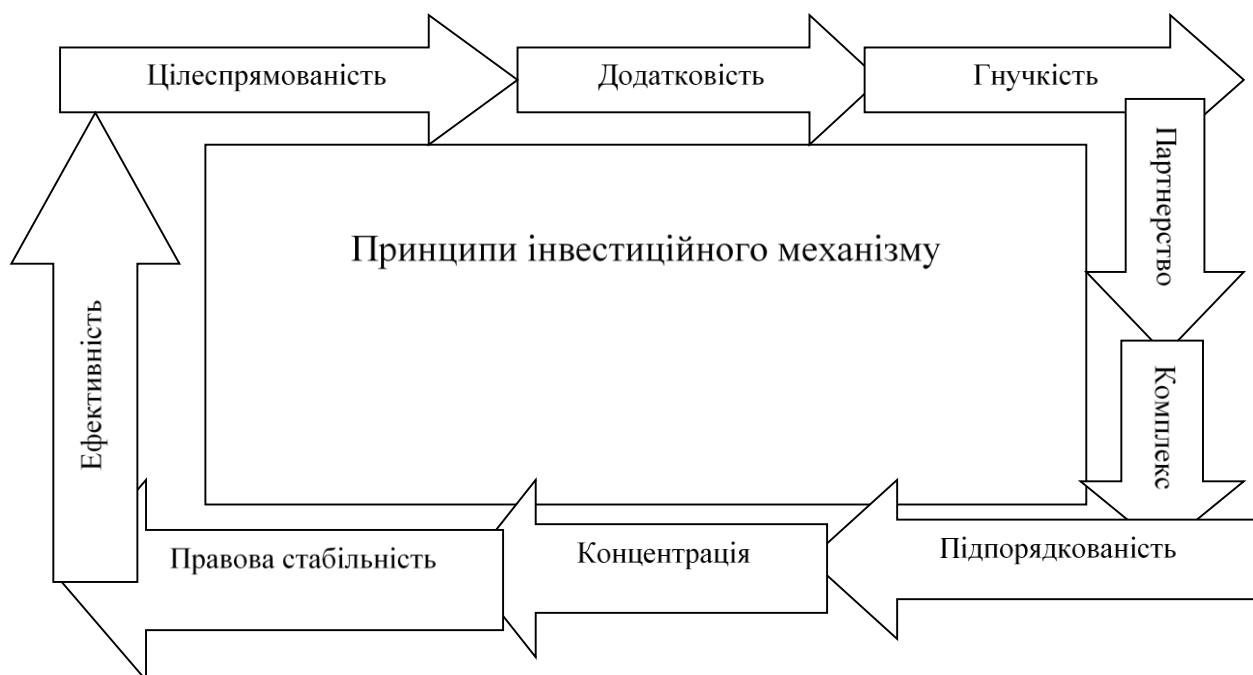 Цілеспрямованість
Додатковість
Гнучкість
Партнерство
Принципи інвестиційного механізму
Ефективність
Комплекс
Підпорядкованість
Концентрація
Правова стабільність